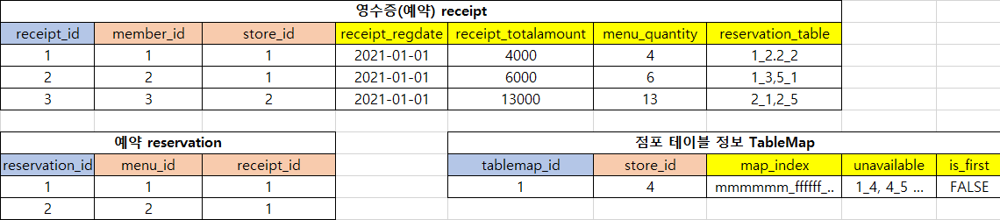 영수증(예약) receipt
receipt_id member_id store_id receipt_regdate receipt_totalamount menu_quantity reservation_table
1 1 1 2021-01-01 4000 4 1_2.2_2
2 2 1 2021-01-01 6000 6 1_3,5_1
3 3 2 2021-01-01 13000 13 2_1,2_5
예약 reservation
reservation_id menu_id receipt_id
1 1 1
2 2 1
점포 테이블 정보 TableMap
tablemap_id store_id map_index unavailable is_first
1 4 mmmmmm_ffffff_.. 1_4, 4_5 ... FALSE